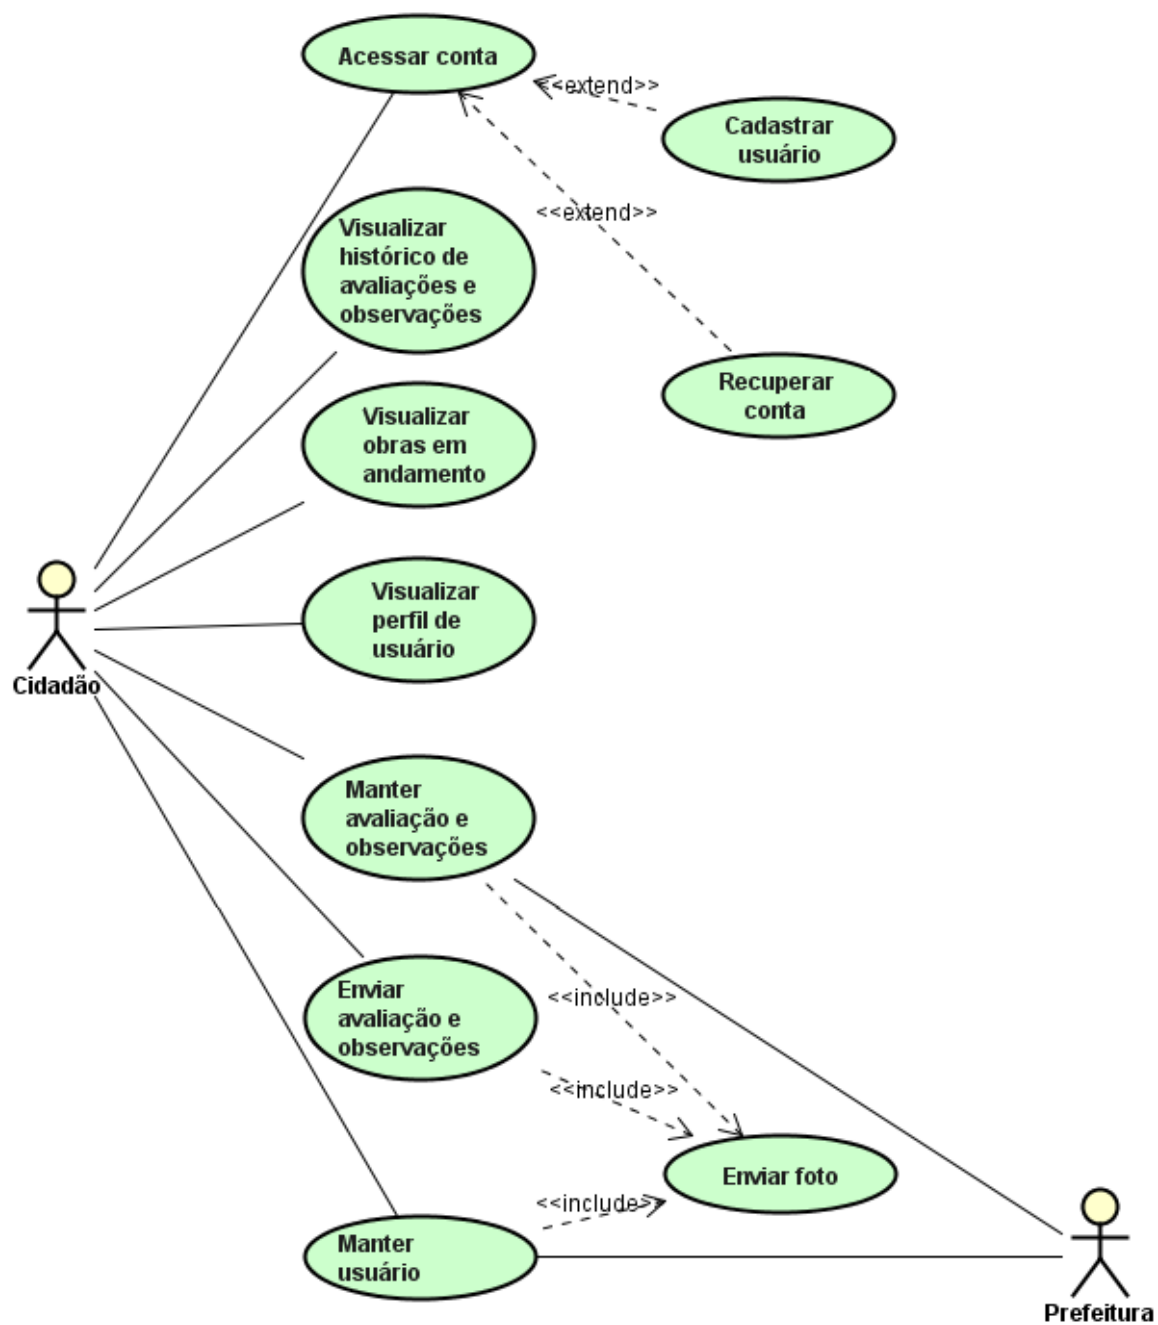 Acessar conta
<<extend>>
Cadastrar
usuário
<<extend>>
Visualizar
histórico de
avaliações e
observações
Recuperar
conta
Visualizar
obras em
andamento
Visualizar
perfil de
usuário
Cidadão
Manter
avaliação e
observações
<<include>>
Enviar
avaliação e
observações
<<include>>
Enviar foto
<<include>>
Manter
usuário
Prefeitura